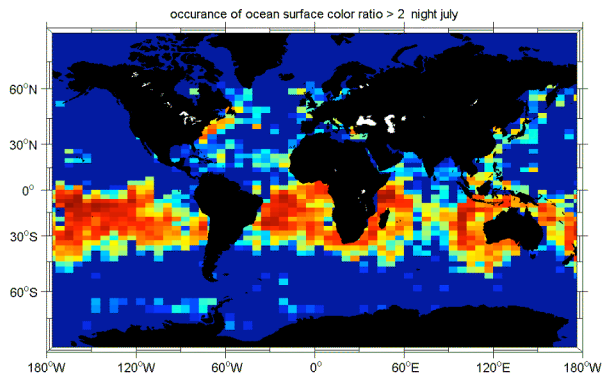 occurance of ocean surface color ratio > 2 night july
60°N
30°N
0°
30°S
60°S
180°W 120°W 60°W 0° 60°E 120°E 180°W